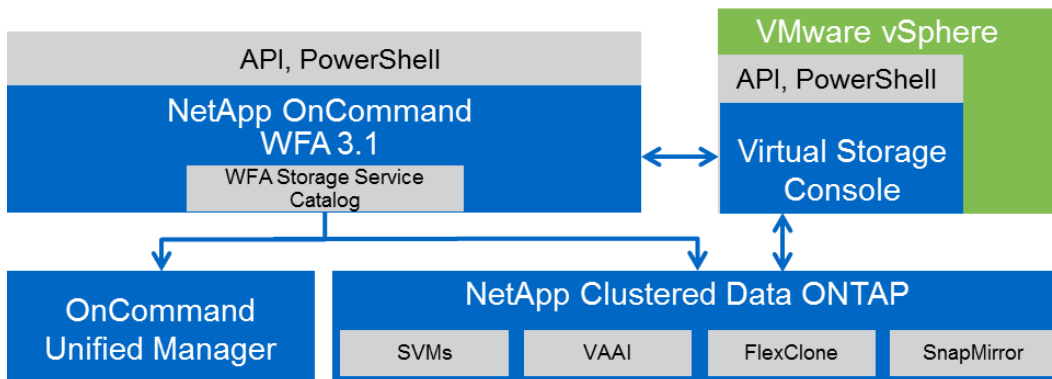 API, PowerShell
NetApp OnCommand
WFA 3.1
WFA Storage Service
Catalog
VMware vSphere
API, PowerShell
Virtual Storage
Console
OnCommand
Unified Manager
NetApp Clustered Data ONTAP
SVMs
VAAI
FlexClone
SnapMirror